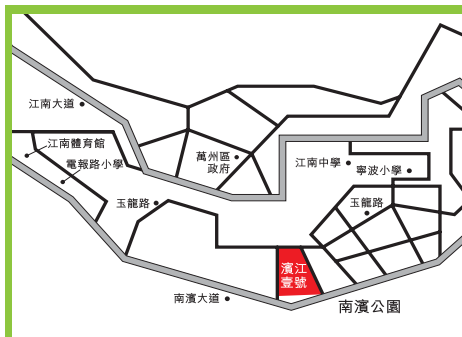 江南大道
江南體育館
電報路小學
萬州區
政府
江南中學
寧波小學
玉龍路
玉龍路
濱江
壹號
南濱大道
南濱公園